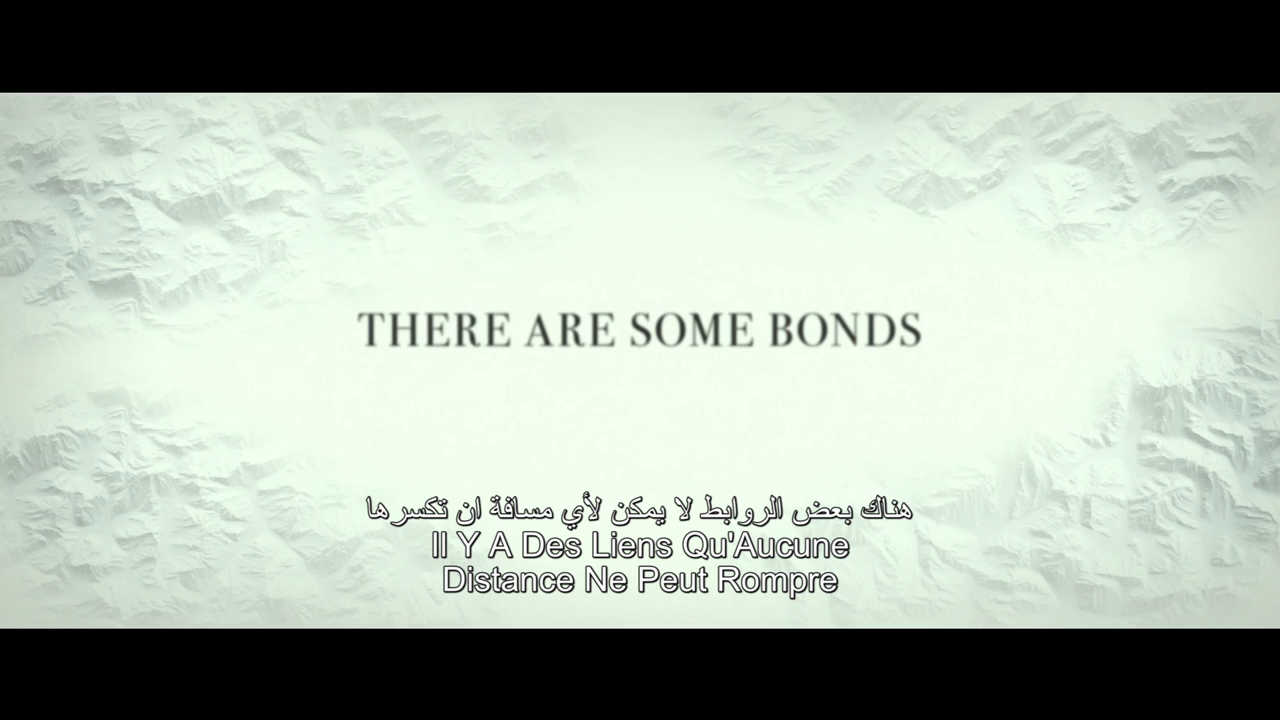 THERE ARE SOME BONDS
هناك بعض الروابط لا يمكن لأي مسافة ان تكسرها
Il Y A Des Liens Qu'Aucune
Distance Ne Peut Rompre